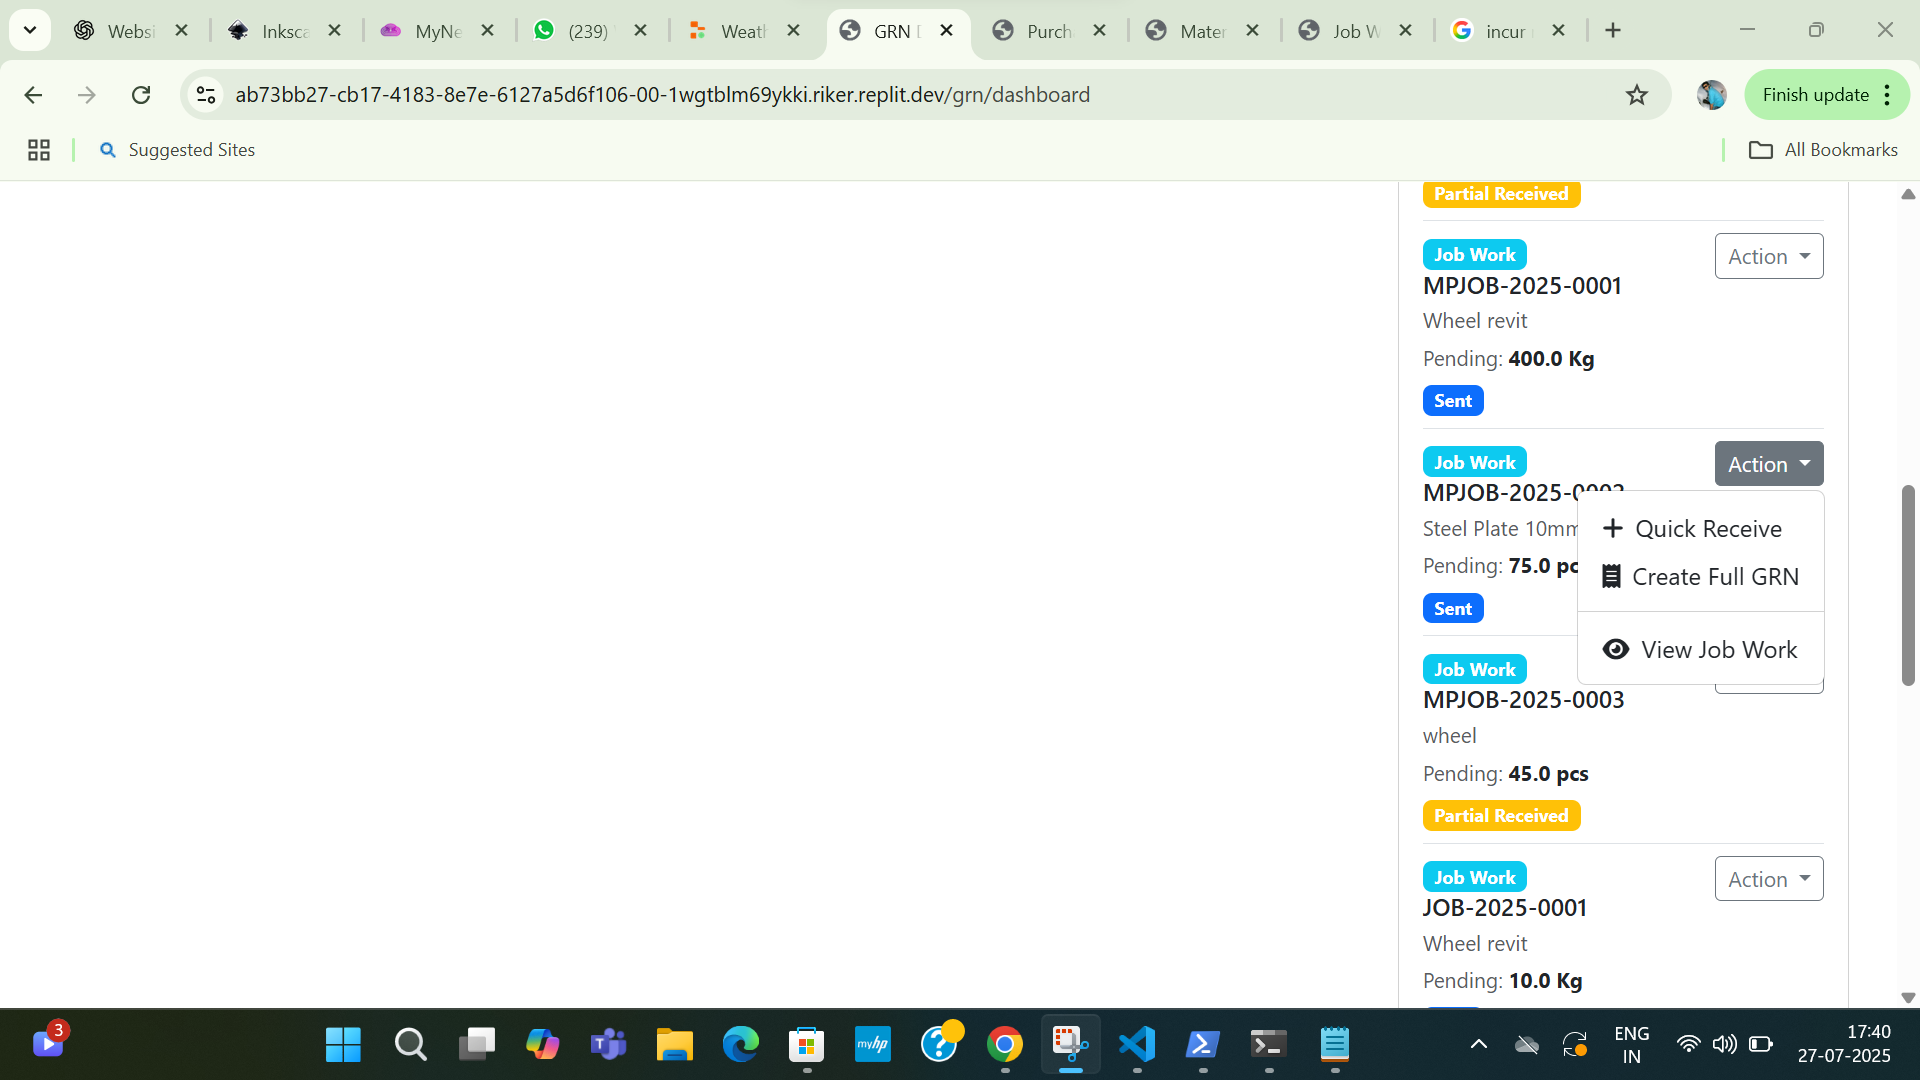 Websi
Inksca
MyNe
(239)
Weath
GRN D
Purch
Mater
Job W
incur
ab73bb27-cb17-4183-8e7e-6127a5d6f106-00-1wgtblm69ykki.riker.replit.dev/grn/dashboard
Finish update
Suggested Sites
All Bookmarks
Partial Received
Job Work
Action
MPJOB-2025-0001
Wheel revit
Pending: 400.0 Kg
Sent
Job Work
Action
MPJOB-2025-0002
Steel Plate 10mm
Pending: 75.0 pc
Sent
Quick Receive
Create Full GRN
View Job Work
Job Work
MPJOB-2025-0003
wheel
Pending: 45.0 pcs
Partial Received
Job Work
Action
JOB-2025-0001
Wheel revit
Pending: 10.0 Kg
3
myhp
ENG
IN
17:40
27-07-2025